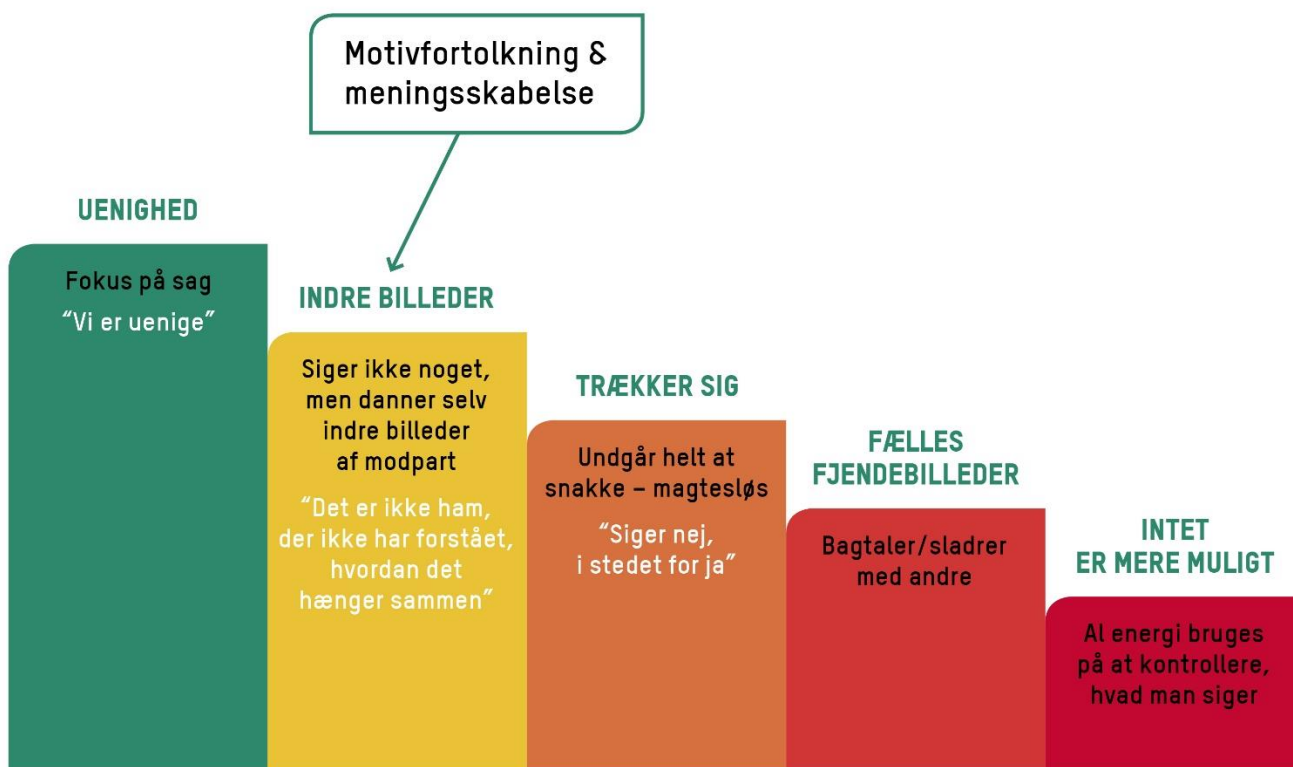 Motivfortolkning &
meningsskabelse
UENIGHED
Fokus på sag
“Vi er uenige”
INDRE BILLEDER
Siger ikke noget,
men danner selv
indre billeder
af modpart
“Det er ikke ham,
der ikke har forstået,
hvordan det
hænger sammen”
TRÆKKER SIG
Undgår helt at
snakke – magtesløs
“Siger nej,
i stedet for ja”
FÆLLES
FJENDEBILLEDER
Bagtaler/sladrer
med andre
INTET
ER MERE MULIGT
Al energi bruges
på at kontrollere,
hvad man siger